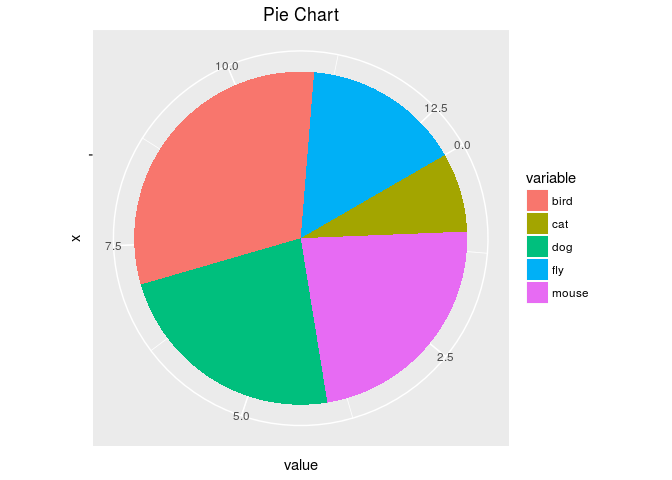 Pie Chart
10.0
12.5
0.0
7.5
2.5
5.0
x
value
variable
bird
cat
dog
fly
mouse